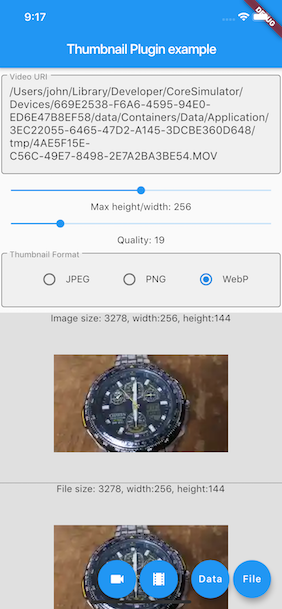 9:17
DEBUG
Thumbnail Plugin example
Video URI
/Users/john/Library/Developer/CoreSimulator/
Devices/669E2538-F6A6-4595-94E0-
ED6E47B8EF58/data/Containers/Data/Application/
3EC22055-6465-47D2-A145-3DCBE360D648/
tmp/4AE5F15E-
C56C-49E7-8498-2E7A2BA3BE54.MOV
Max height/width: 256
Quality: 19
Thumbnail Format
JPEG
PNG
WebP
Image size: 3278, width:256, height:144
File size: 3278, width:256, height:144
Data
File